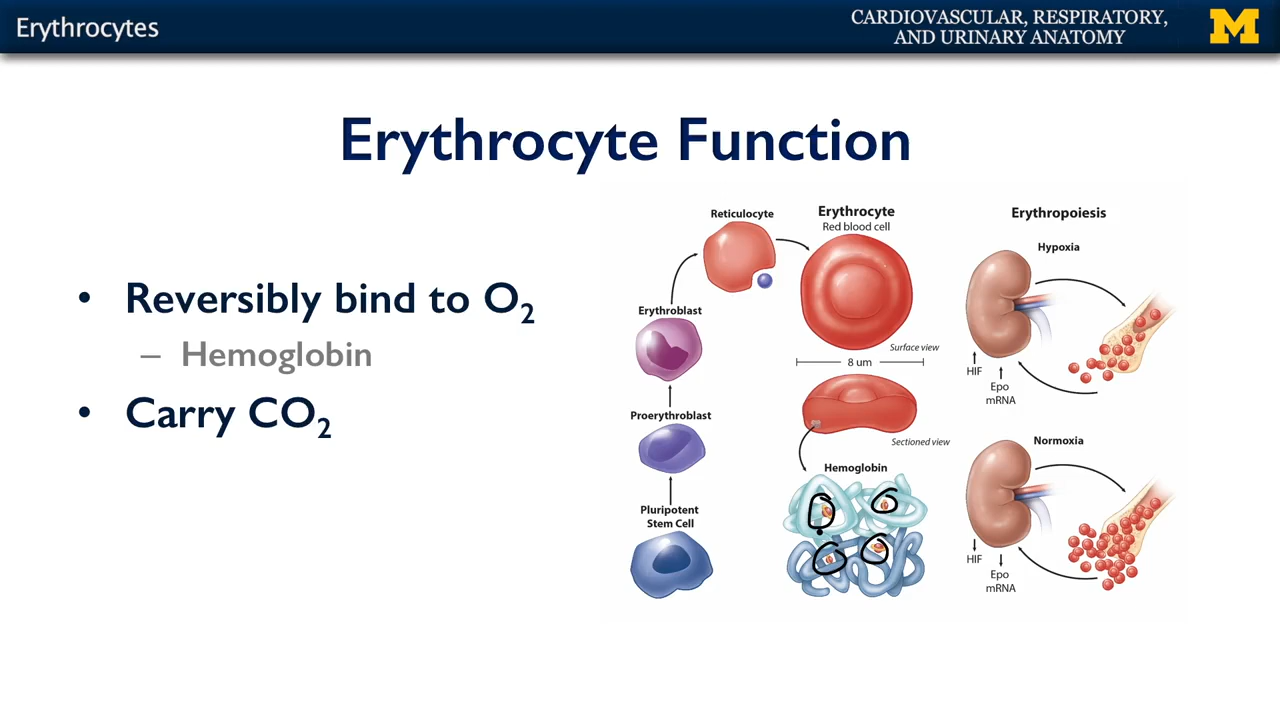 Erythrocytes
CARDIOVASCULAR, RESPIRATORY,
AND URINARY ANATOMY
M
Erythrocyte Function
• Reversibly bind to O₂
– Hemoglobin
• Carry CO₂
Reticulocyte
Erythrocyte
Red blood cell
Erythroblast
Surface view
8 um
Proerythroblast
Sectioned view
Hemoglobin
Pluripotent
Stem Cell
Erythropoiesis
Hypoxia
HIF
Epo
mRNA
Normoxia
HIF
Epo
mRNA